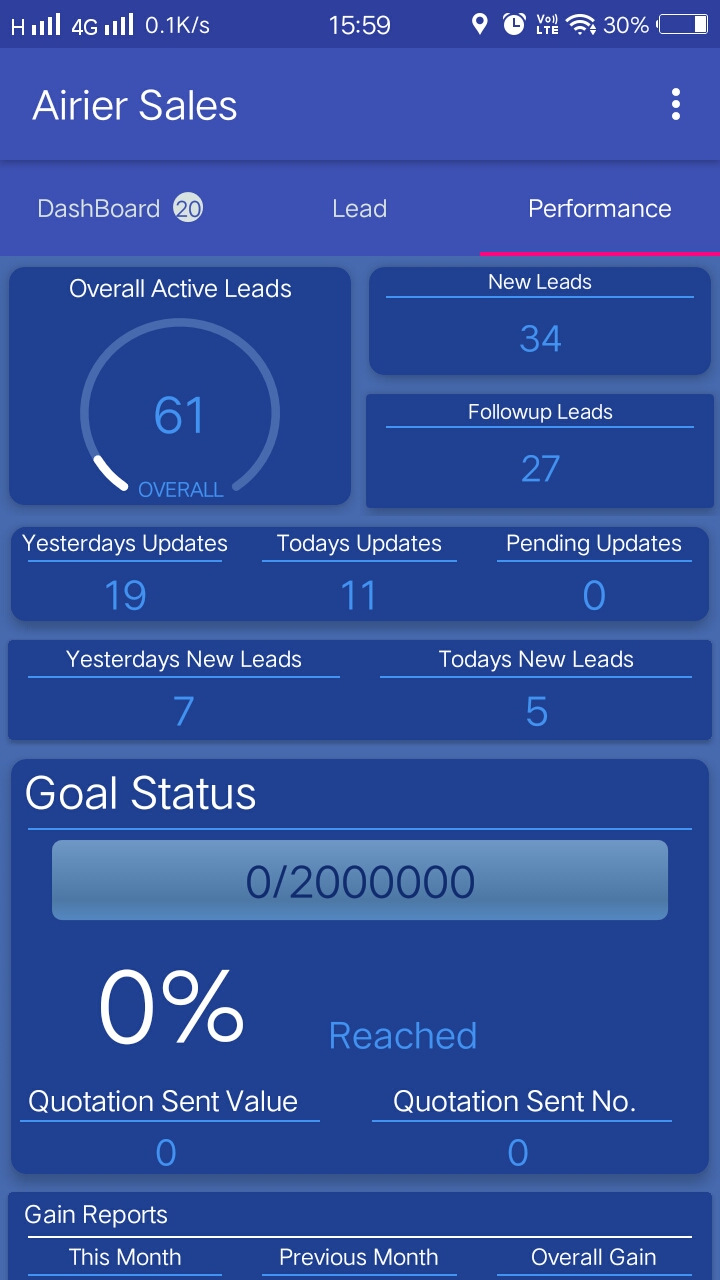 H 4G 0.1K/s 15:59 Vo)) LTE 30%
Airier Sales
DashBoard 20 Lead Performance
Overall Active Leads
61
OVERALL
New Leads
34
Followup Leads
27
Yesterdays Updates Todays Updates Pending Updates
19 11 0
Yesterdays New Leads Todays New Leads
7 5
Goal Status
0/2000000
0% Reached
Quotation Sent Value Quotation Sent No.
0 0
Gain Reports
This Month Previous Month Overall Gain